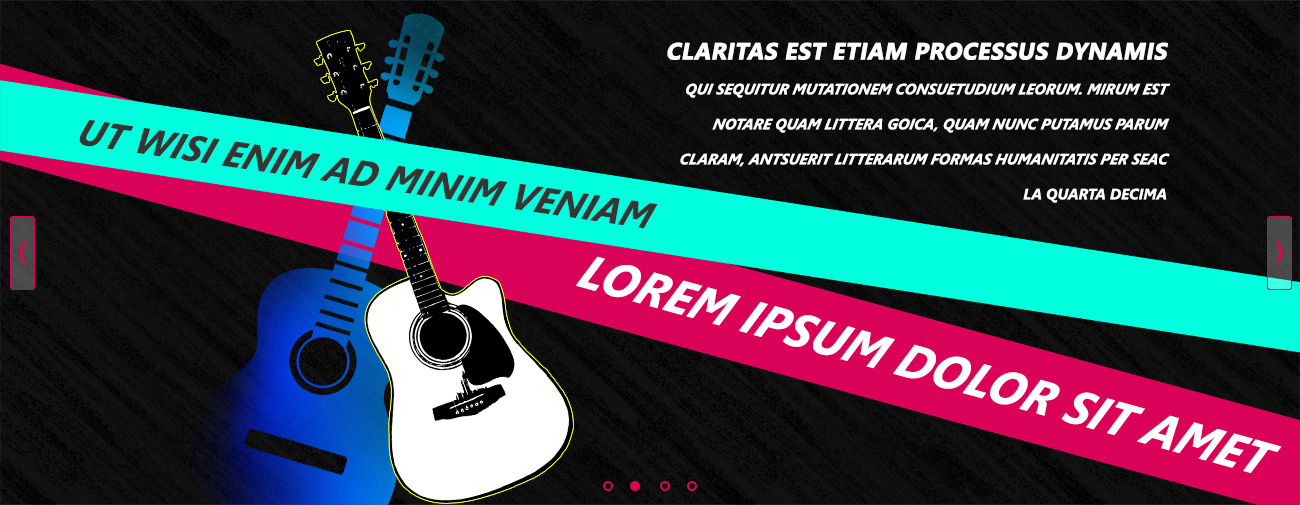 CLARITAS EST ETIAM PROCESSUS DYNAMIS
QUI SEQUITUR MUTATIONEM CONSUETUDIUM LEORUM. MIRUM EST
NOTARE QUAM LITTERA GOICA, QUAM NUNC PUTAMUS PARUM
CLARAM, ANTSUERIT LITTERARUM FORMAS HUMANITATIS PER SEAC
LA QUARTA DECIMA
UT WISI ENIM AD MINIM VENIAM
LOREM IPSUM DOLOR SIT AMET